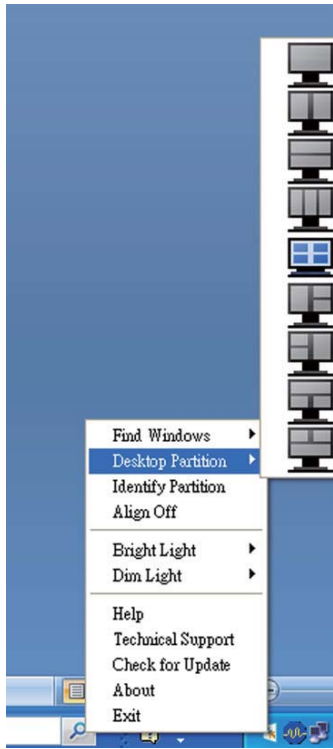 Find Windows
Desktop Partition
Identify Partition
Align Off
Bright Light
Dim Light
Help
Technical Support
Check for Update
About
Exit